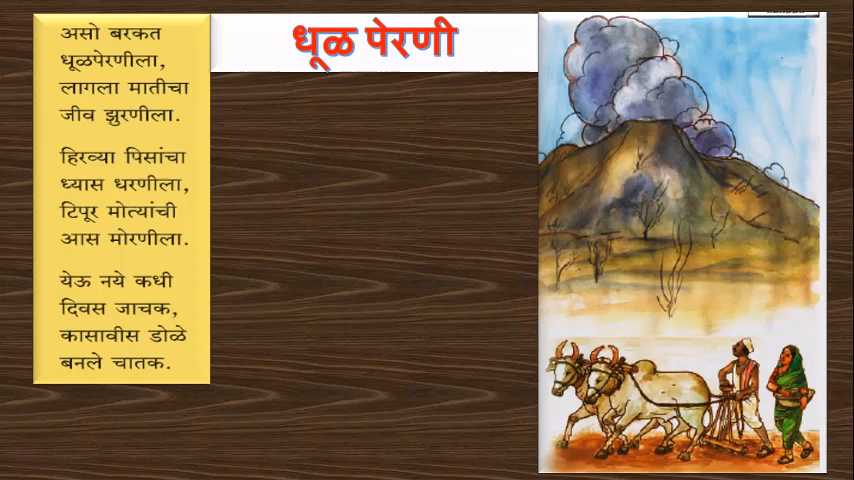 धूळ पेरणी
असो बरकत
धूळपेरणीला,
लागला मातीचा
जीव झुरणीला.
हिरव्या पिसांचा
ध्यास धरणीला,
टिपूर मोत्यांची
आस मोरणीला.
येऊ नये कधी
दिवस जाचक,
कासावीस डोळे
बनले चातक.